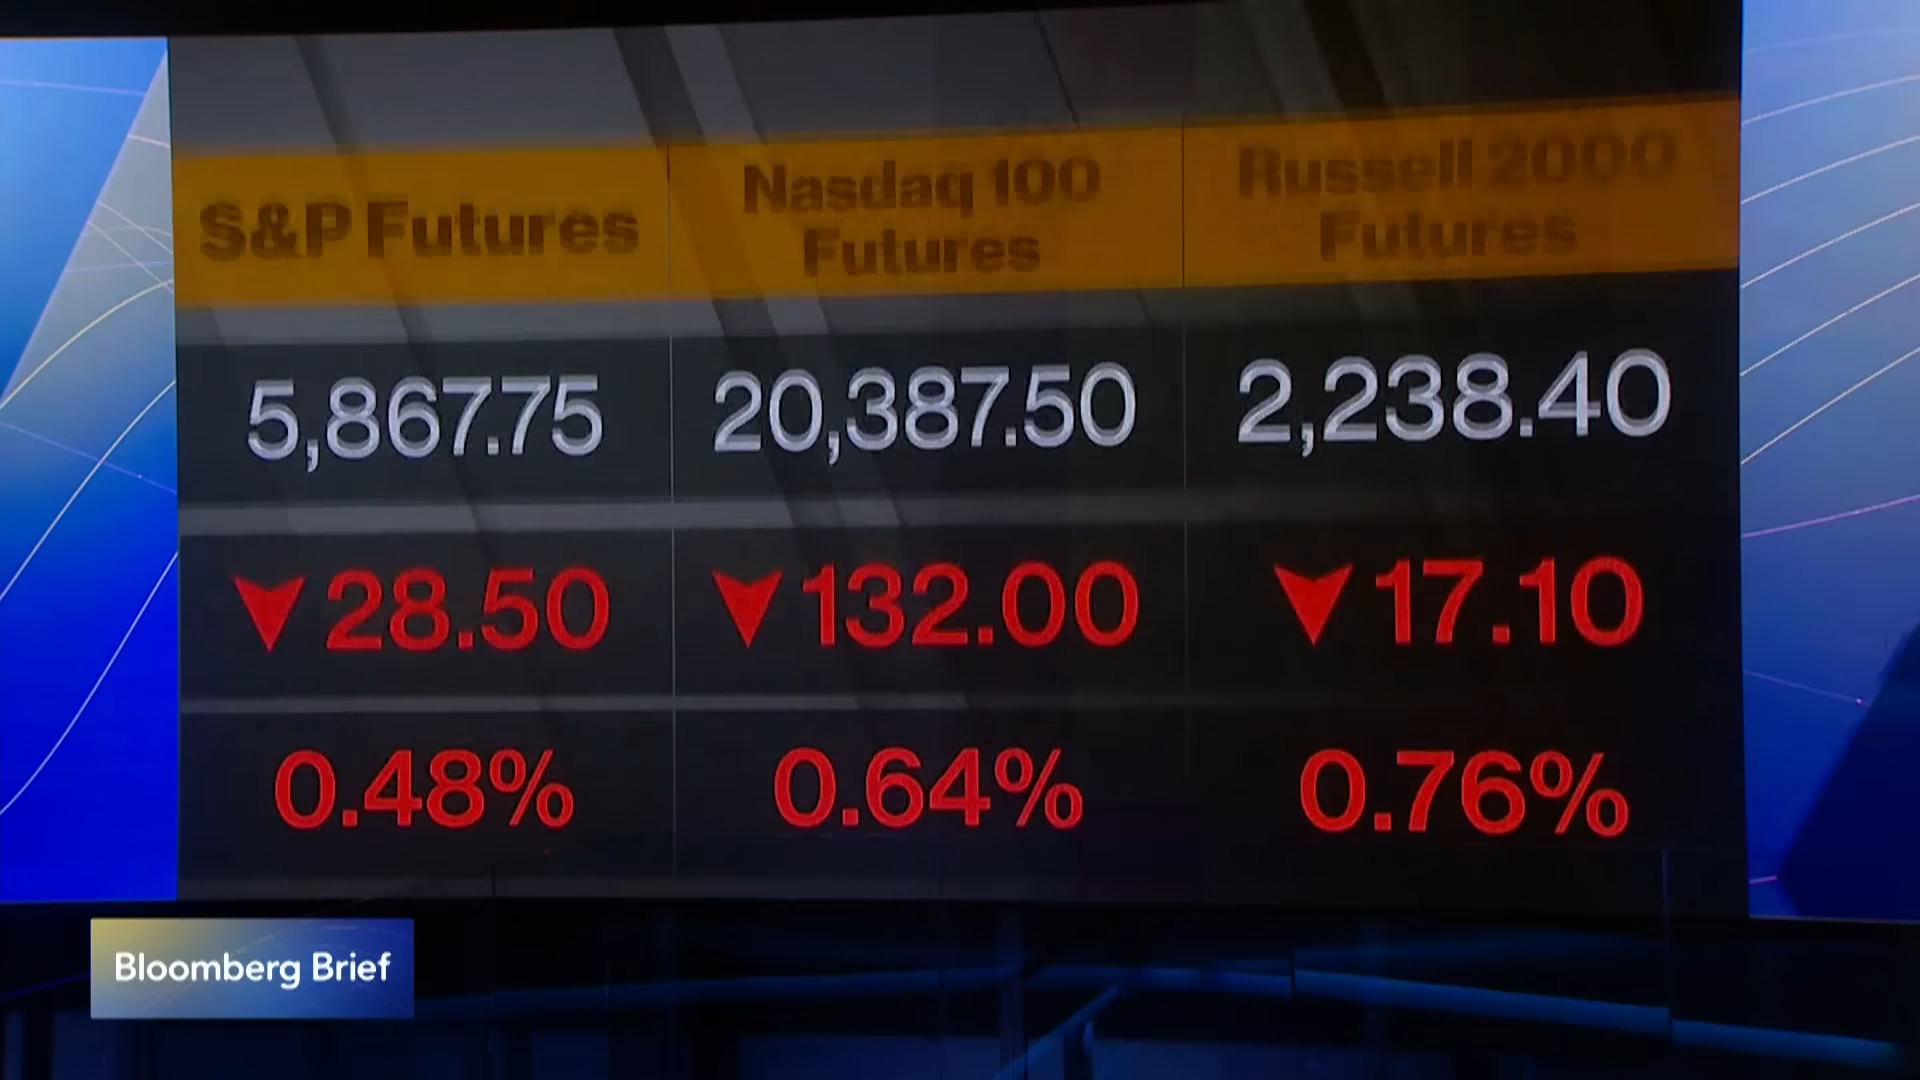 S&P Futures
Nasdaq 100
Futures
Russell 2000
Futures
5,867.75
20,387.50
2,238.40
28.50
132.00
17.10
0.48%
0.64%
0.76%
Bloomberg Brief